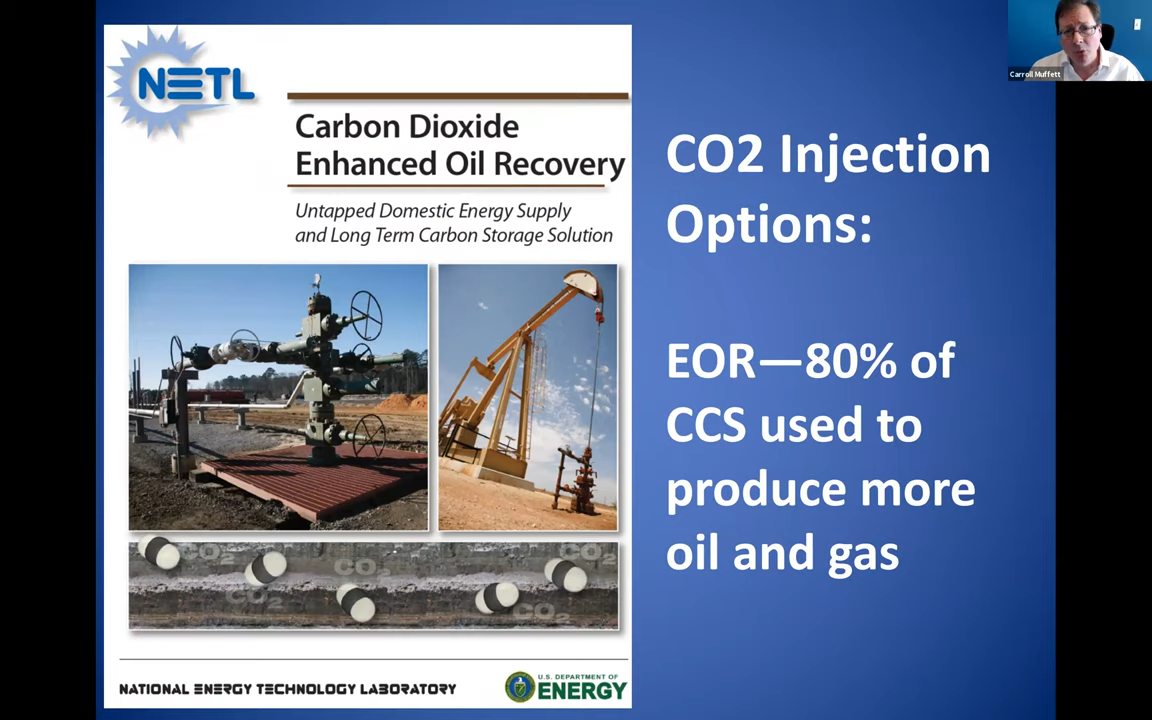 NETL
Carbon Dioxide
Enhanced Oil Recovery
Untapped Domestic Energy Supply
and Long Term Carbon Storage Solution
CO2
CO2
CO2
CO2
CO2
NATIONAL ENERGY TECHNOLOGY LABORATORY
U.S. DEPARTMENT OF
ENERGY
CO2 Injection
Options:
EOR—80% of
CCS used to
produce more
oil and gas
Carroll Muffett